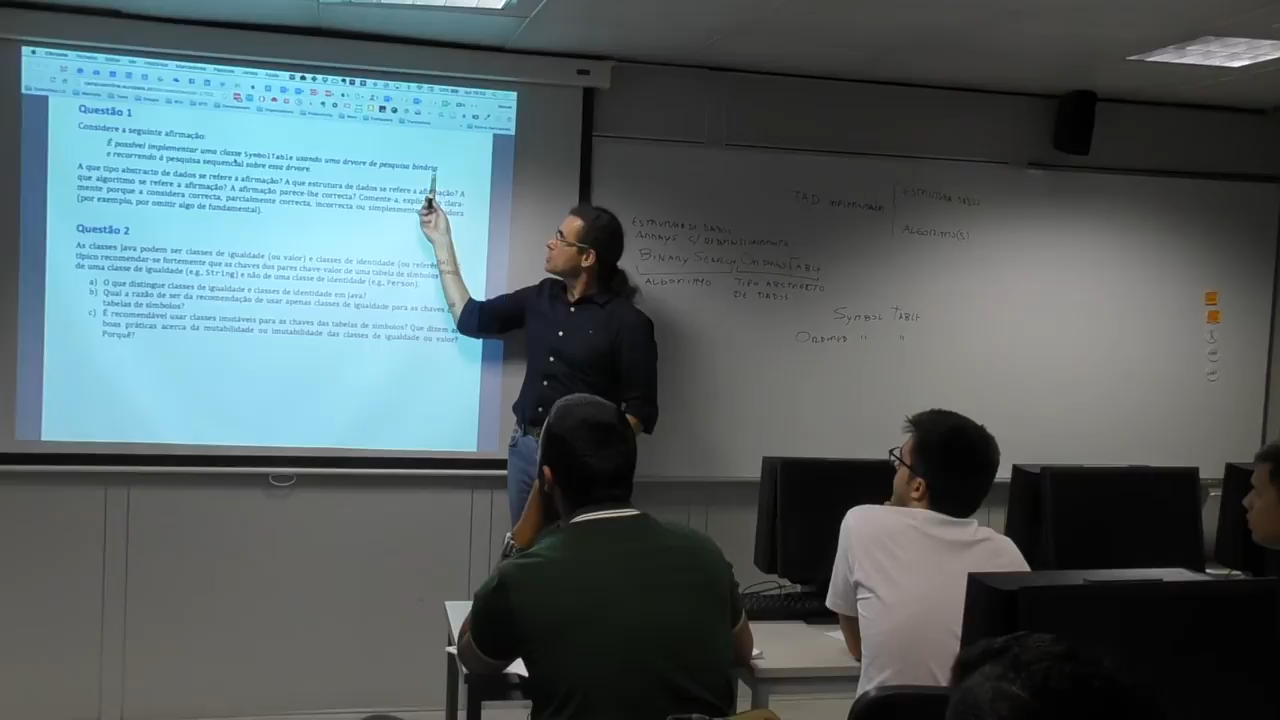 Questão 1
Considere a seguinte afirmação:
É possível implementar uma classe SymbolTable usando uma árvore de pesquisa binária
e recorrendo à pesquisa sequencial sobre essa árvore.
A que tipo abstracto de dados se refere a afirmação? A que estrutura de dados se refere a afirmação? A
que algoritmo se refere a afirmação? A afirmação parece-lhe correcta? Comente-a, explicando clara-
mente porque a considera correcta, parcialmente correcta, incorrecta ou simplesmente
(por exemplo, por omitir algo de fundamental).
Questão 2
As classes Java podem ser classes de igualdade (ou valor) e classes de identidade (ou referência).
típico recomendar-se fortemente que as chaves dos pares chave-valor de uma tabela de símbolos
de uma classe de igualdade (e.g., String) e não de uma classe de identidade (e.g., Person).
a) O que distingue classes de igualdade e classes de identidade em Java?
b) Qual a razão de ser da recomendação de usar apenas classes de igualdade para as chaves
tabelas de símbolos?
c) É recomendável usar classes imutáveis para as chaves das tabelas de símbolos? Que dizem as
boas práticas acerca da mutabilidade ou imutabilidade das classes de igualdade ou valor?
Porquê?
TAD
ESTRUTURA DADOS
ALGORITMO(S)
ESTRUTURA DE DADOS
ARRAYS C/ REDIMENSIONAMENTO
BINARY SEARCH ORDERED TABLE
ALGORITMO TIPO ABSTRACTO
DE DADOS
SYMBOL TABLE
ORDERED " "